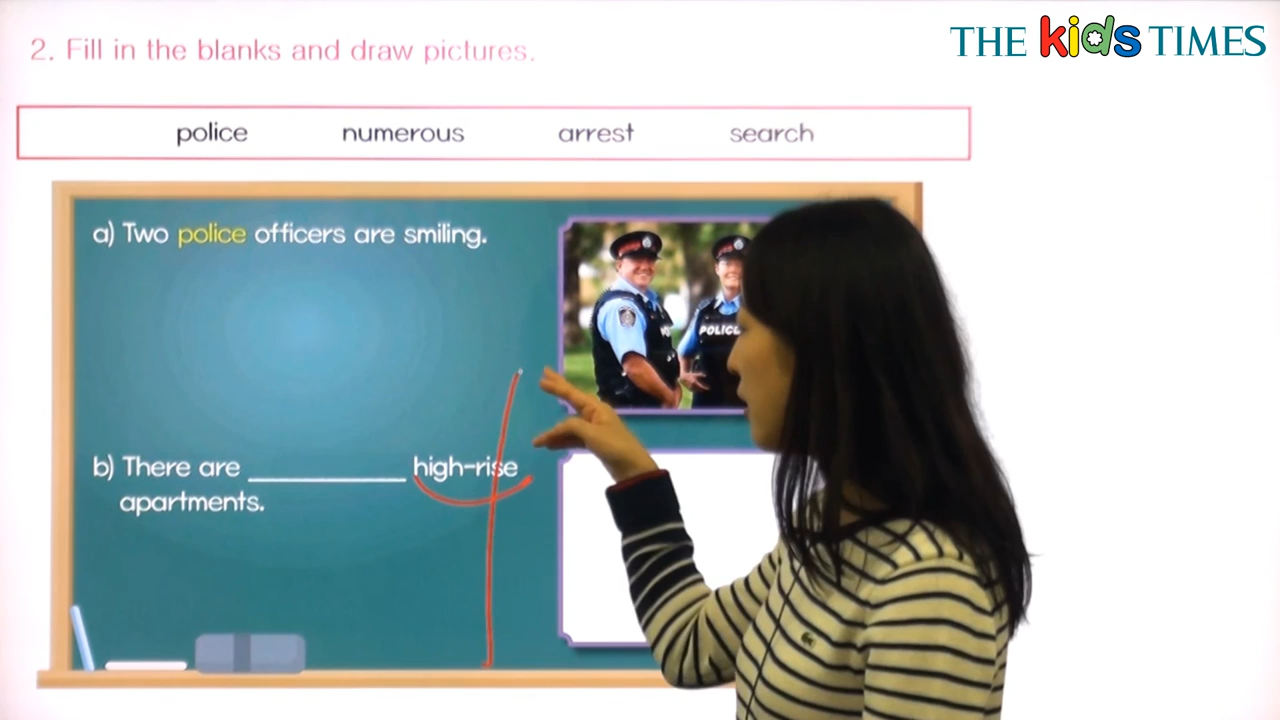 THE kids TIMES
2. Fill in the blanks and draw pictures.
police numerous arrest search
a) Two police officers are smiling.
POLICE
b) There are __________ high-rise
apartments.